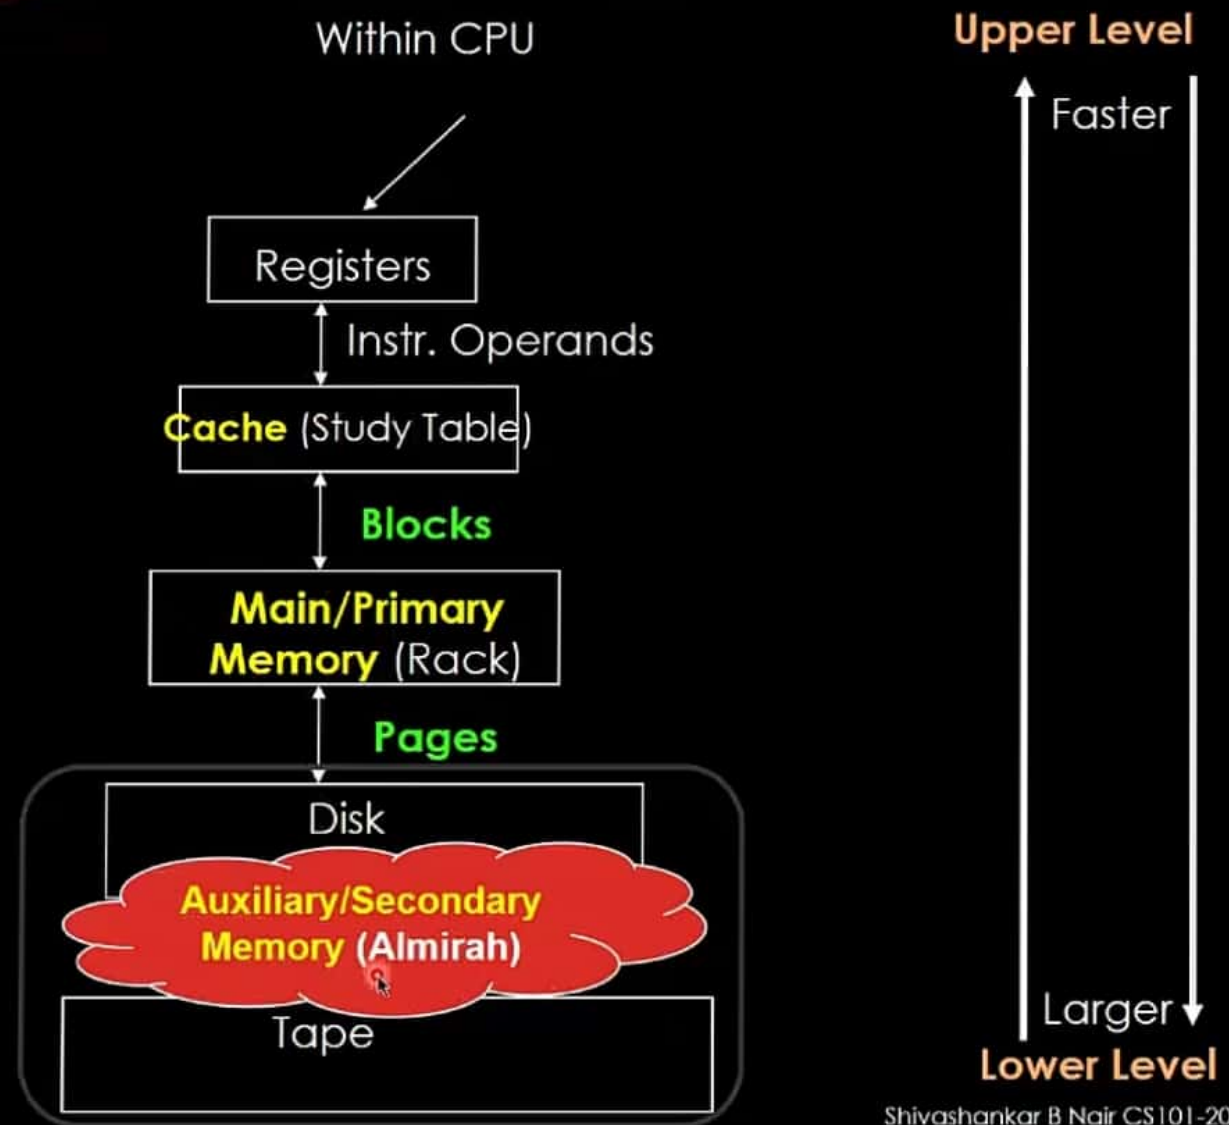 Within CPU
Upper Level
Faster
Registers
Instr. Operands
Cache (Study Table)
Blocks
Main/Primary
Memory (Rack)
Pages
Disk
Auxiliary/Secondary
Memory (Almirah)
Tape
Larger
Lower Level
Shivashankar B Nair CS101-20